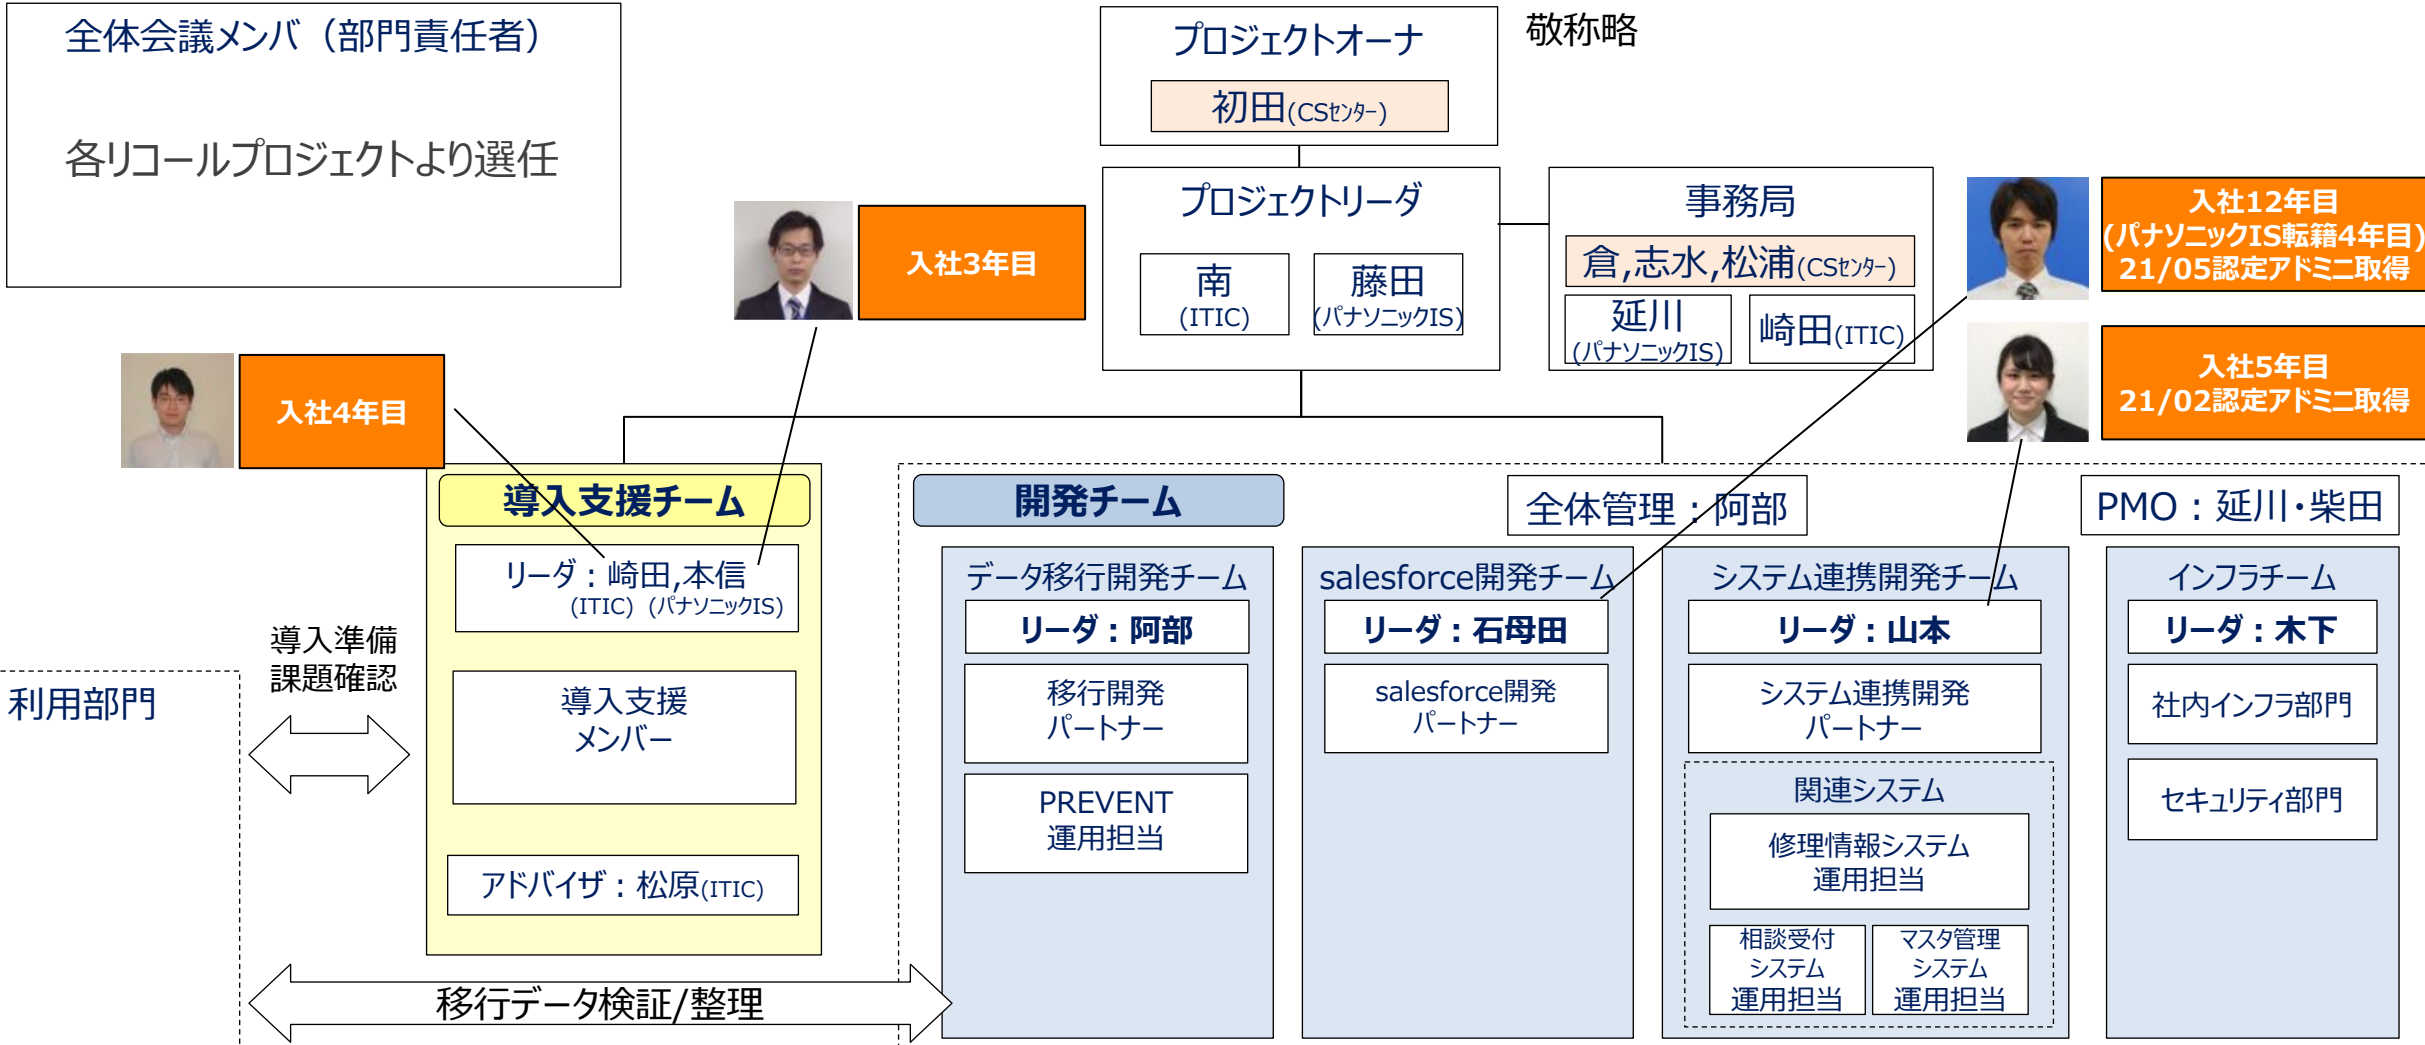 全体会議メンバ（部門責任者）
各リコールプロジェクトより選任
プロジェクトオーナ
初田(CSｾﾝﾀｰ)
敬称略
プロジェクトリーダ
南
(ITIC)
藤田
(パナソニックIS)
事務局
倉,志水,松浦(CSｾﾝﾀｰ)
延川
(パナソニックIS)
崎田(ITIC)
入社3年目
入社4年目
入社12年目
(パナソニックIS転籍4年目)
21/05認定アドミニ取得
入社5年目
21/02認定アドミニ取得
導入支援チーム
リーダ：崎田,本信
(ITIC) (パナソニックIS)
導入支援
メンバー
アドバイザ：松原(ITIC)
導入準備
課題確認
利用部門
移行データ検証/整理
開発チーム
全体管理：阿部
PMO：延川・柴田
データ移行開発チーム
リーダ：阿部
移行開発
パートナー
PREVENT
運用担当
salesforce開発チーム
リーダ：石母田
salesforce開発
パートナー
システム連携開発チーム
リーダ：山本
システム連携開発
パートナー
関連システム
修理情報システム
運用担当
相談受付
システム
運用担当
マスタ管理
システム
運用担当
インフラチーム
リーダ：木下
社内インフラ部門
セキュリティ部門